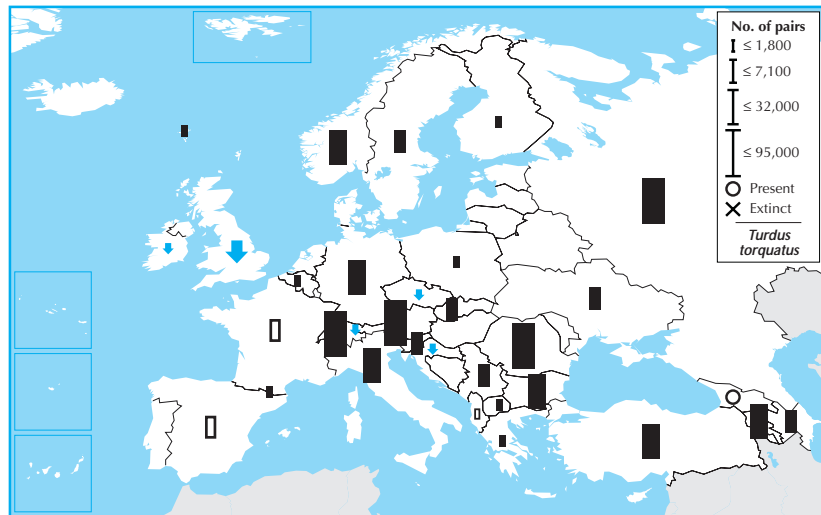 No. of pairs
≤ 1,800
≤ 7,100
≤ 32,000
≤ 95,000
Present
Extinct
Turdus
torquatus